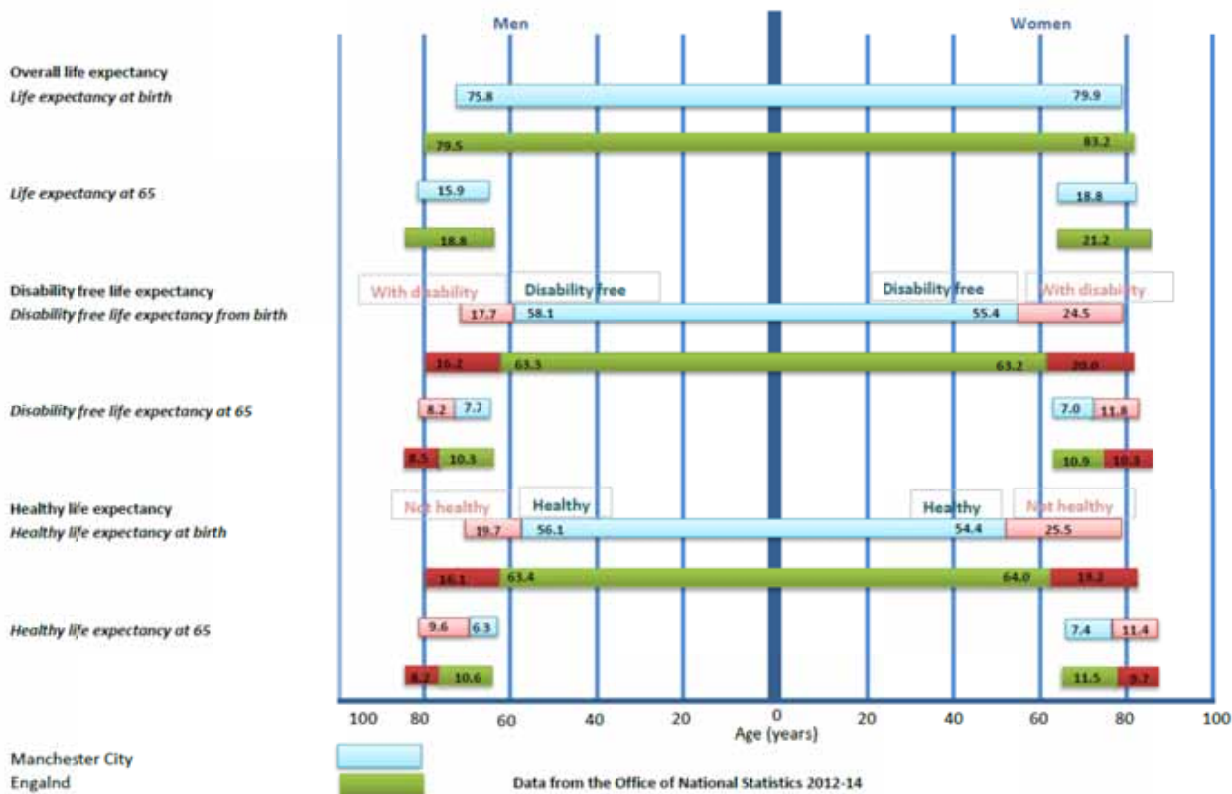 Men Women
Overall life expectancy
Life expectancy at birth
75.8 79.9
79.5 83.2
Life expectancy at 65
15.9 18.8
18.8 21.2
With disability Disability free Disability free With disability
Disability free life expectancy
Disability free life expectancy from birth
17.7 58.1 55.4 24.5
16.2 63.3 63.2 20.0
Disability free life expectancy at 65
8.2 7.7 7.0 11.8
8.5 10.3 10.9 10.3
Not healthy Healthy Healthy Not healthy
Healthy life expectancy
Healthy life expectancy at birth
19.7 56.1 54.4 25.5
16.1 63.4 64.0 19.2
Healthy life expectancy at 65
9.6 6.3 7.4 11.4
8.2 10.6 11.5 9.7
100 80 60 40 20 0 20 40 60 80 100
Age (years)
Manchester City
Engalnd
Data from the Office of National Statistics 2012-14